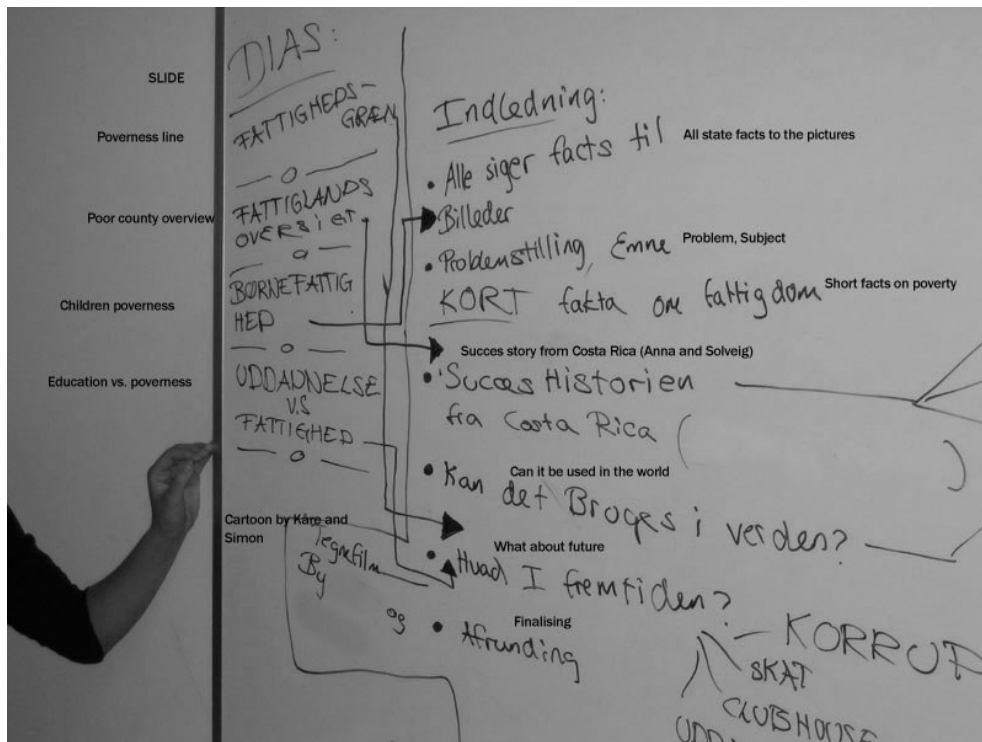 SLIDE
DIAS:
Poverness line
FATTIGHEDS-
GRÆN
Poor county overview
FATTIGLANDS
OVERSIGT
Children poverness
BØRNEFATTIG
HED
Education vs. poverness
UDDANNELSE
V.S
FATTIGHED
Cartoon by Kåre and
Simon
Tegnefilm
By
og
Indledning:
• Alle siger facts til
All state facts to the pictures
Billeder
• Problemstilling, Emne
Problem, Subject
KORT fakta om fattigdom
Short facts on poverty
Succes story from Costa Rica (Anna and Solveig)
• Succes Historien
fra Costa Rica (
)
Can it be used in the world
• Kan det Bruges i verden?
What about future
• Hvad I fremtiden?
Finalising
• Afrunding
KORRUP
SKAT
CLUBHOUSE
UDD